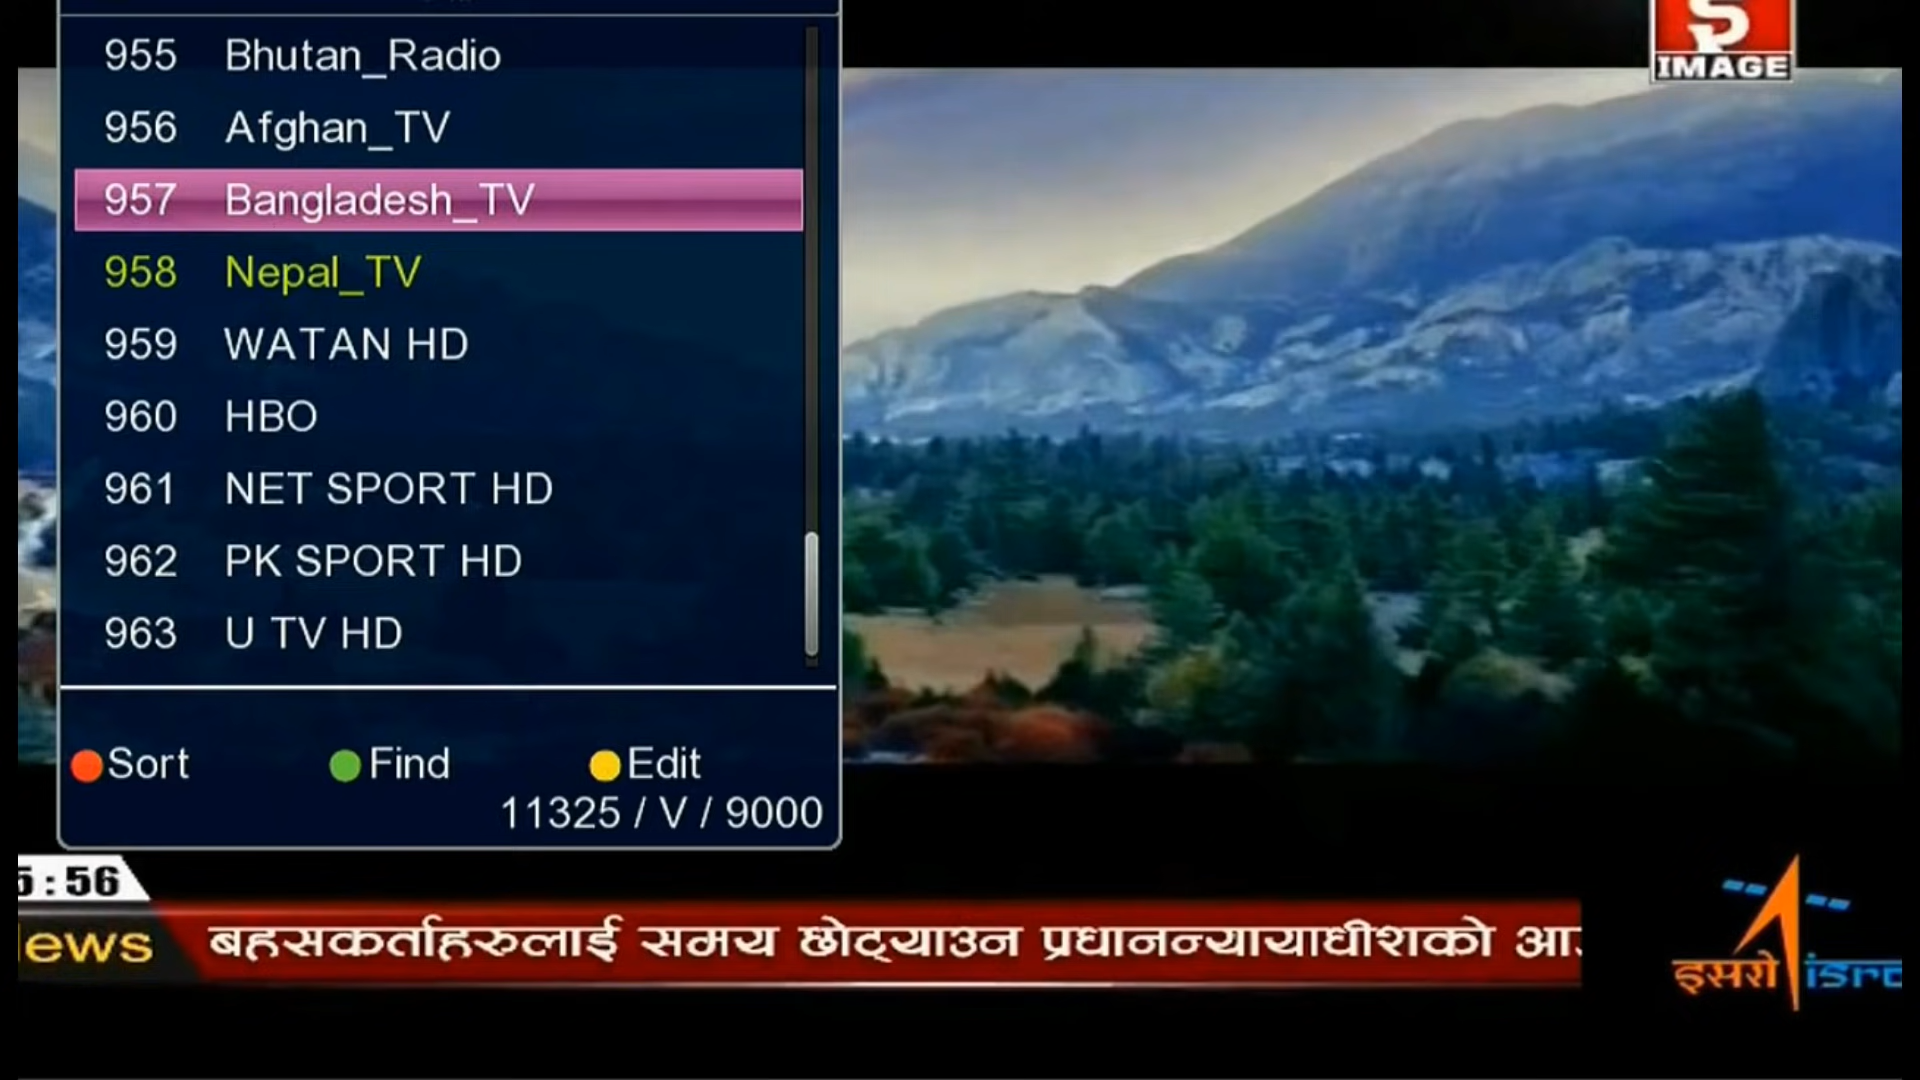 955 Bhutan_Radio
956 Afghan_TV
957 Bangladesh_TV
958 Nepal_TV
959 WATAN HD
960 HBO
961 NET SPORT HD
962 PK SPORT HD
963 U TV HD
Sort Find Edit
11325 / V / 9000
IMAGE
5:56
ews बहसकर्ताहरुलाई समय छोट्याउन प्रधानन्यायाधीशको
इसरो isro